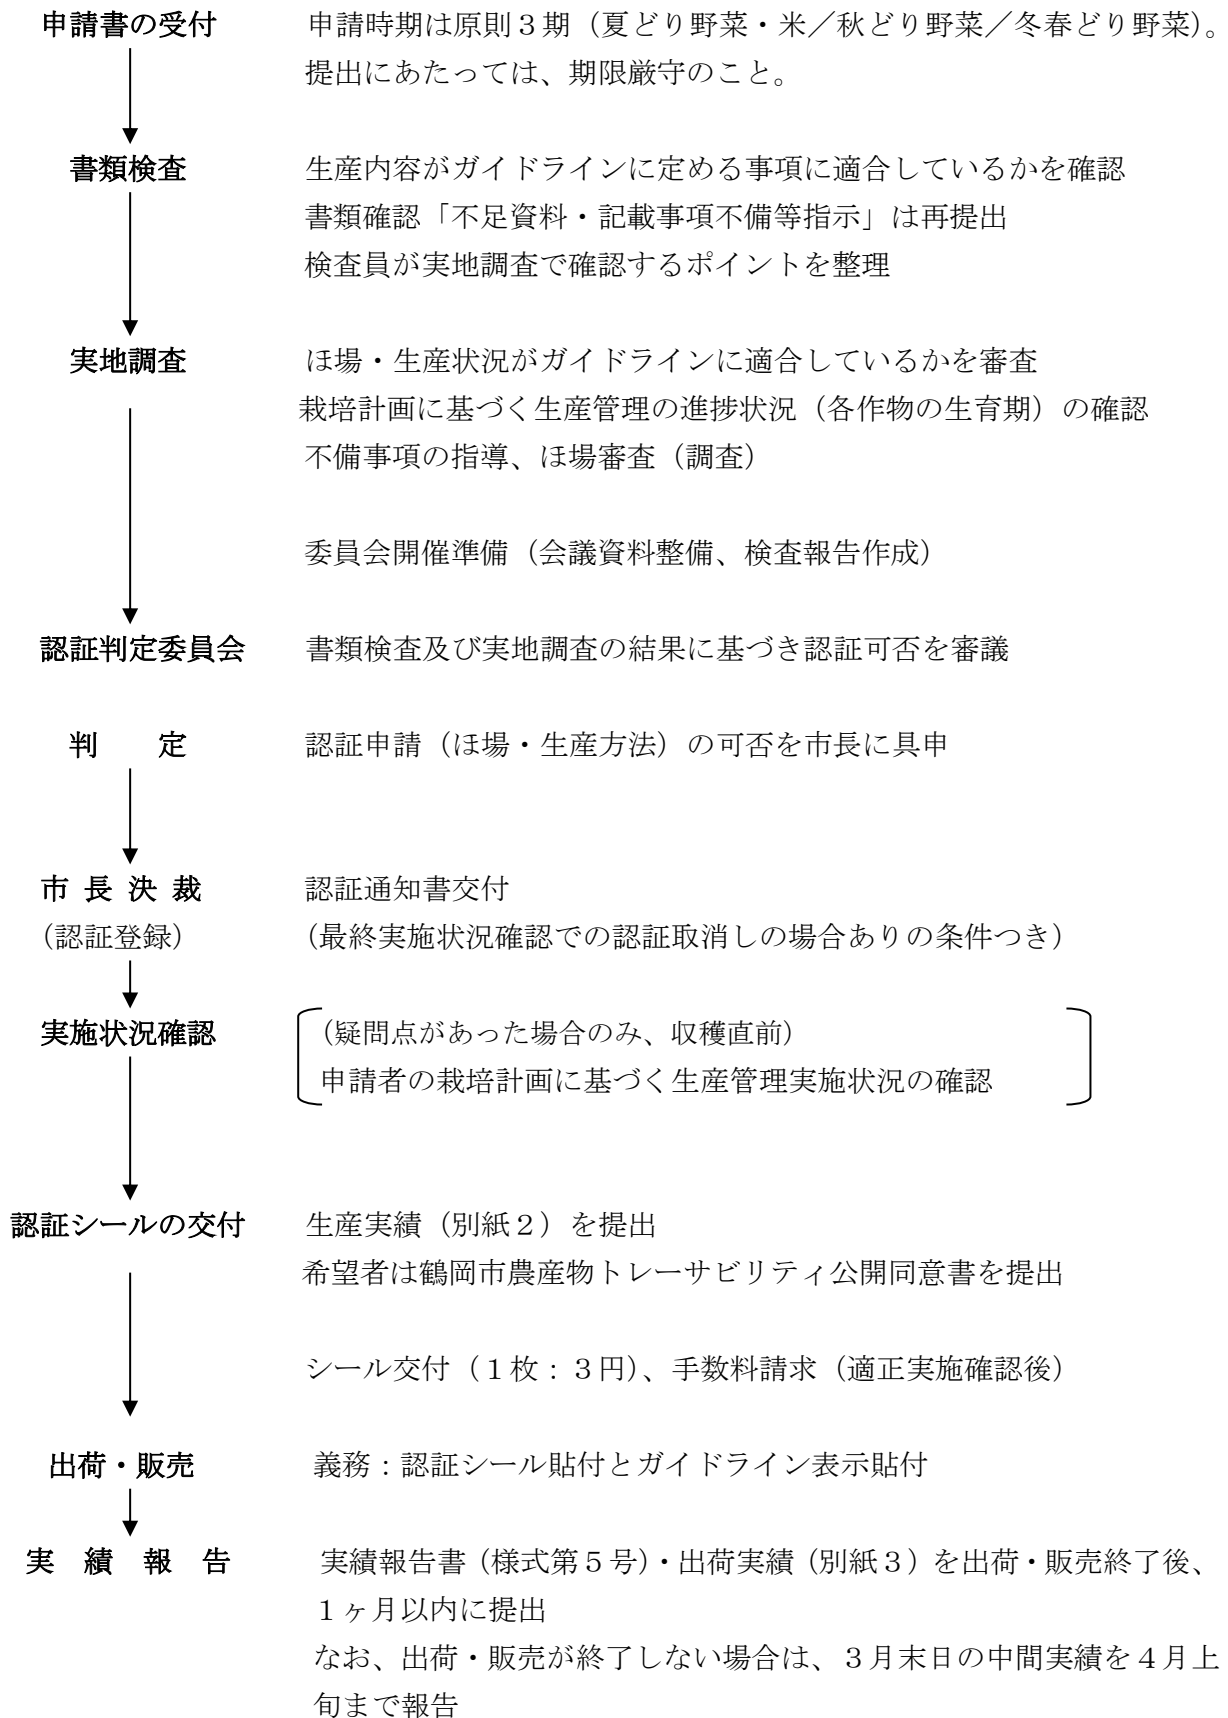 申請書の受付　申請時期は原則３期（夏どり野菜・米／秋どり野菜／冬春どり野菜）。
提出にあたっては、期限厳守のこと。
書類検査　生産内容がガイドラインに定める事項に適合しているかを確認
書類確認「不足資料・記載事項不備等指示」は再提出
検査員が実地調査で確認するポイントを整理
実地調査　ほ場・生産状況がガイドラインに適合しているかを審査
栽培計画に基づく生産管理の進捗状況（各作物の生育期）の確認
不備事項の指導、ほ場審査（調査）
委員会開催準備（会議資料整備、検査報告作成）
認証判定委員会　書類検査及び実地調査の結果に基づき認証可否を審議
判　　定　認証申請（ほ場・生産方法）の可否を市長に具申
市 長 決 裁　認証通知書交付
（認証登録）　（最終実施状況確認での認証取消しの場合ありの条件つき）
実施状況確認　（疑問点があった場合のみ、収穫直前）
申請者の栽培計画に基づく生産管理実施状況の確認
認証シールの交付　生産実績（別紙２）を提出
希望者は鶴岡市農産物トレーサビリティ公開同意書を提出
シール交付（１枚：３円）、手数料請求（適正実施確認後）
出荷・販売　義務：認証シール貼付とガイドライン表示貼付
実　績　報　告　実績報告書（様式第５号）・出荷実績（別紙３）を出荷・販売終了後、
１ヶ月以内に提出
なお、出荷・販売が終了しない場合は、３月末日の中間実績を４月上
旬まで報告